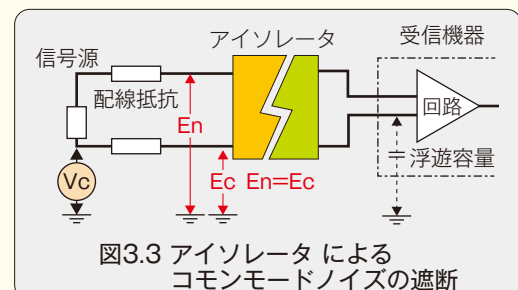 アイソレータ
受信機器
信号源
配線抵抗
回路
En
浮遊容量
Ec En=Ec
Vc
図3.3 アイソレータ による
コモンモードノイズの遮断